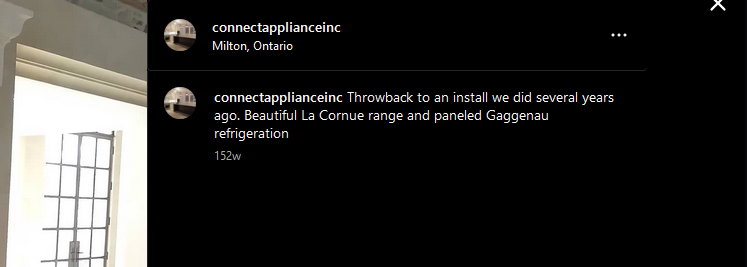 connectapplianceinc
Milton, Ontario
connectapplianceinc Throwback to an install we did several years
ago. Beautiful La Cornue range and paneled Gaggenau
refrigeration
152w